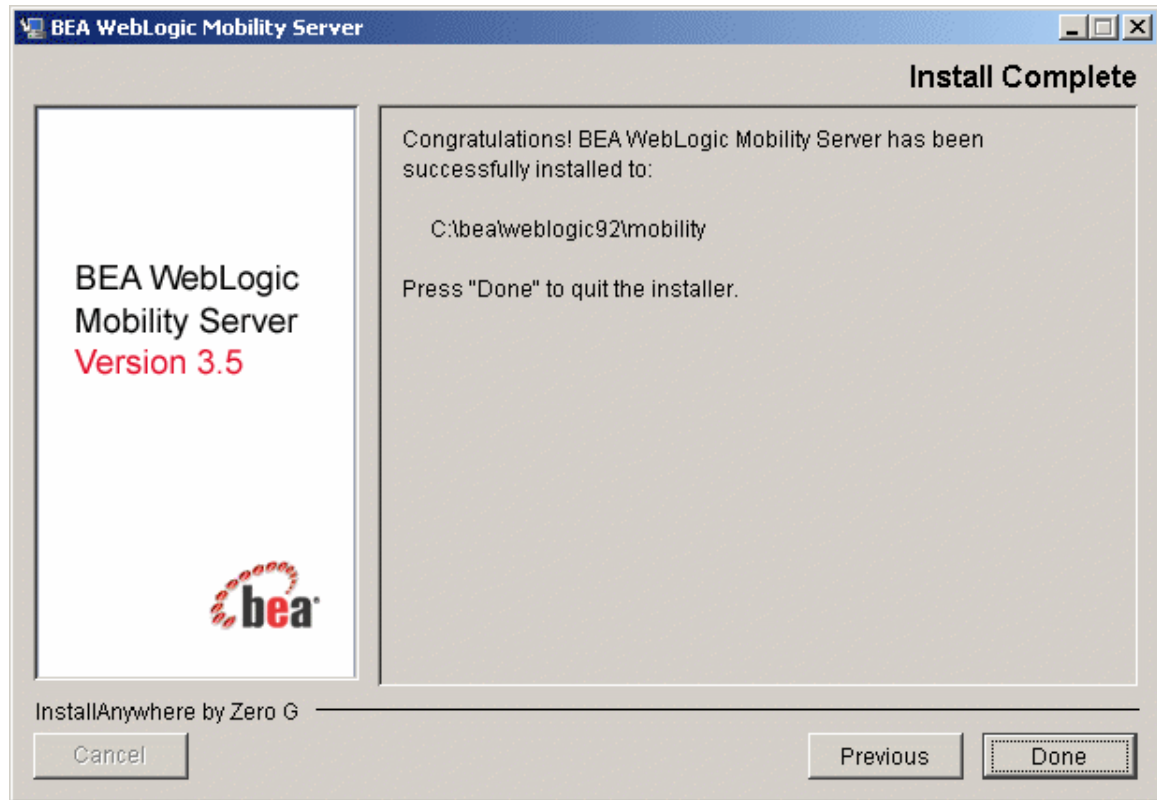 BEA WebLogic Mobility Server
Install Complete
Congratulations! BEA WebLogic Mobility Server has been
successfully installed to:
C:\bea\weblogic92\mobility
Press "Done" to quit the installer.
BEA WebLogic
Mobility Server
Version 3.5
bea
InstallAnywhere by Zero G
Cancel
Previous
Done